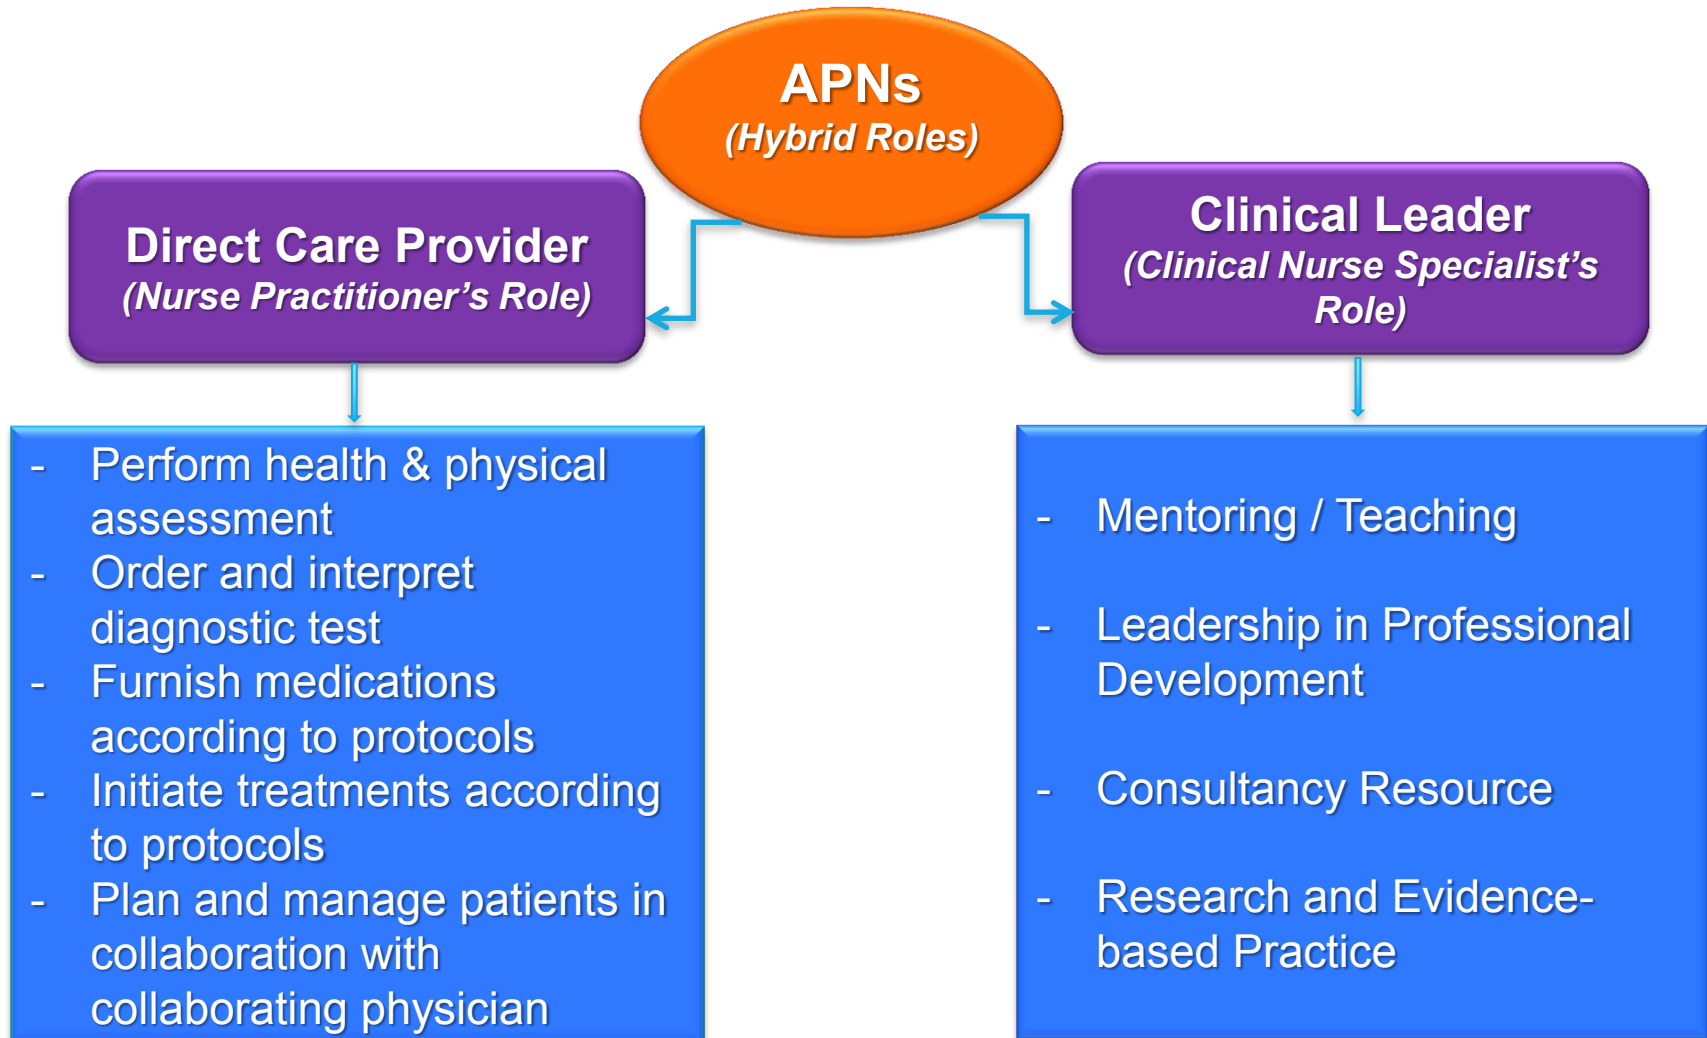 APNs
(Hybrid Roles)
Direct Care Provider
(Nurse Practitioner’s Role)
Clinical Leader
(Clinical Nurse Specialist’s
Role)
- Perform health & physical
assessment
- Order and interpret
diagnostic test
- Furnish medications
according to protocols
- Initiate treatments according
to protocols
- Plan and manage patients in
collaboration with
collaborating physician
- Mentoring / Teaching
- Leadership in Professional
Development
- Consultancy Resource
- Research and Evidence-
based Practice